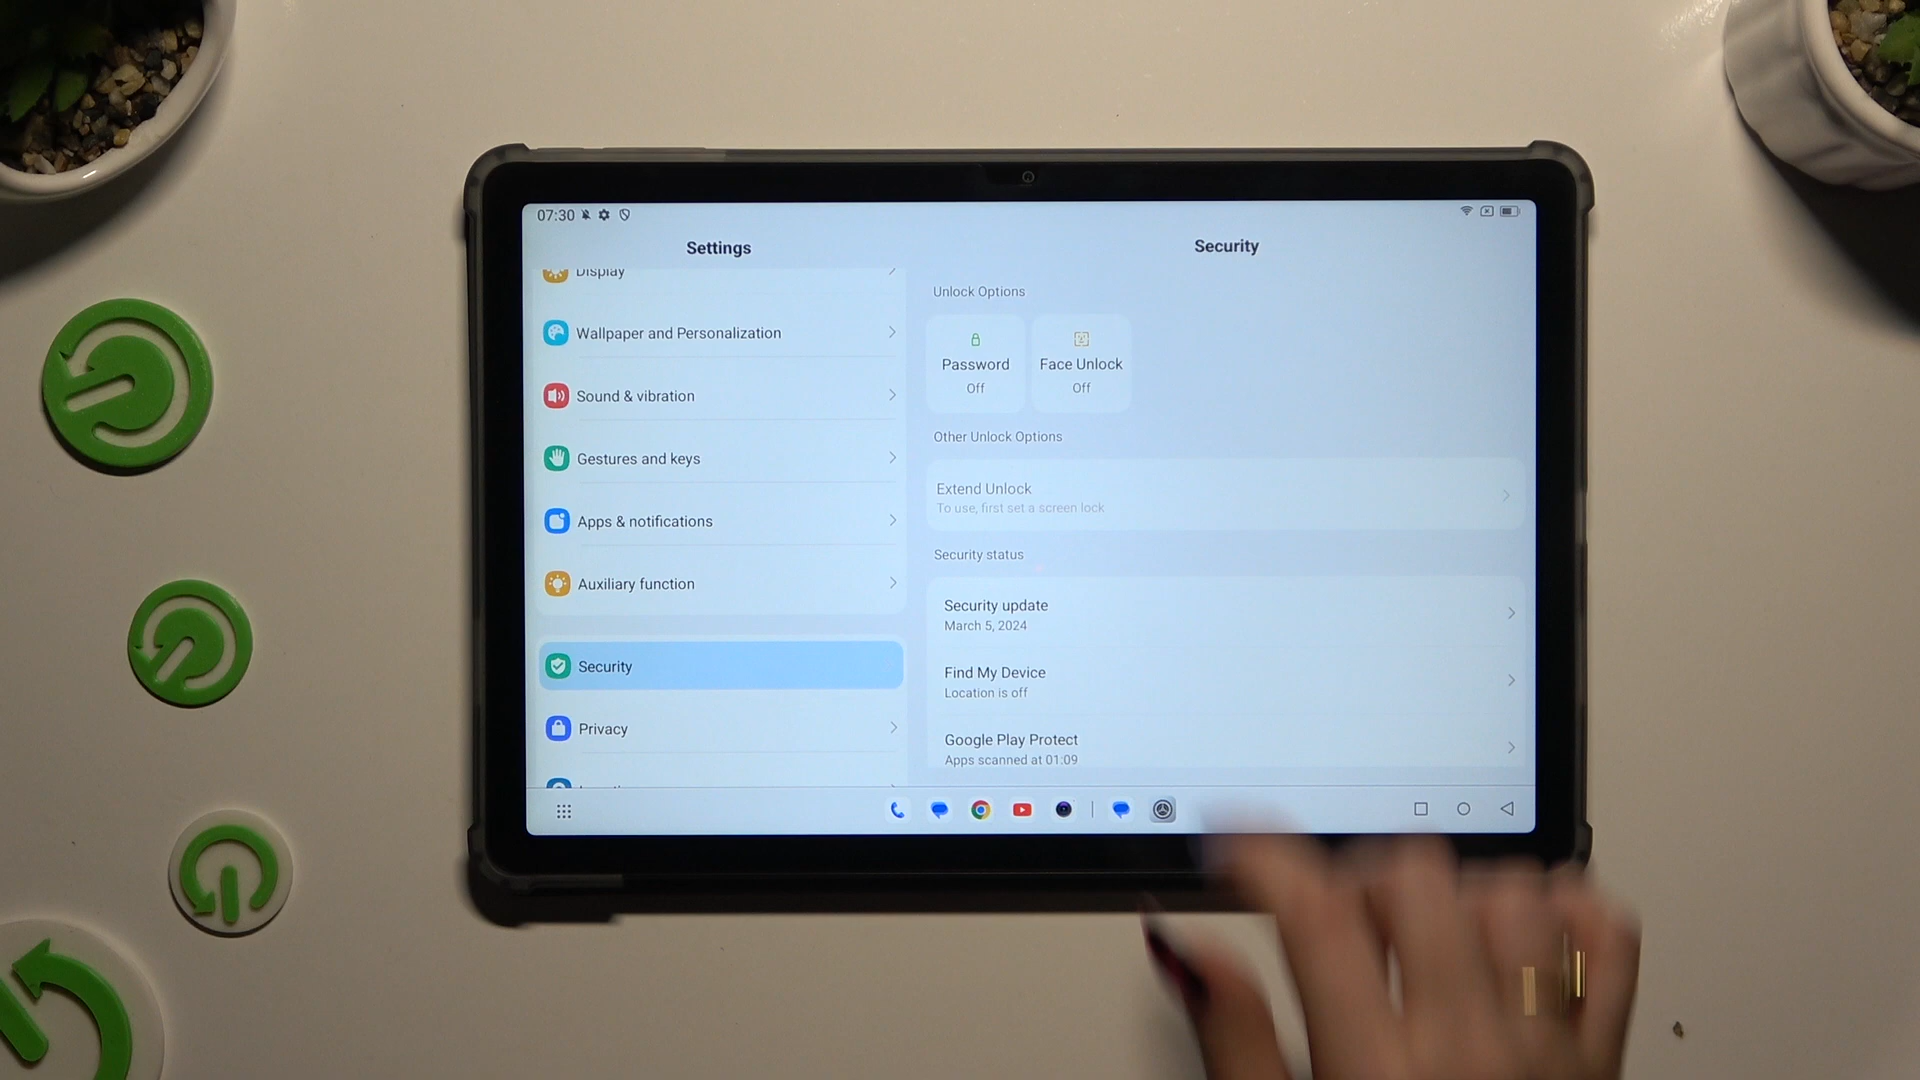 07:30
Settings
Display
Wallpaper and Personalization
Sound & vibration
Gestures and keys
Apps & notifications
Auxiliary function
Security
Privacy
Security
Unlock Options
Password
Off
Face Unlock
Off
Other Unlock Options
Extend Unlock
To use, first set a screen lock
Security status
Security update
March 5, 2024
Find My Device
Location is off
Google Play Protect
Apps scanned at 01:09